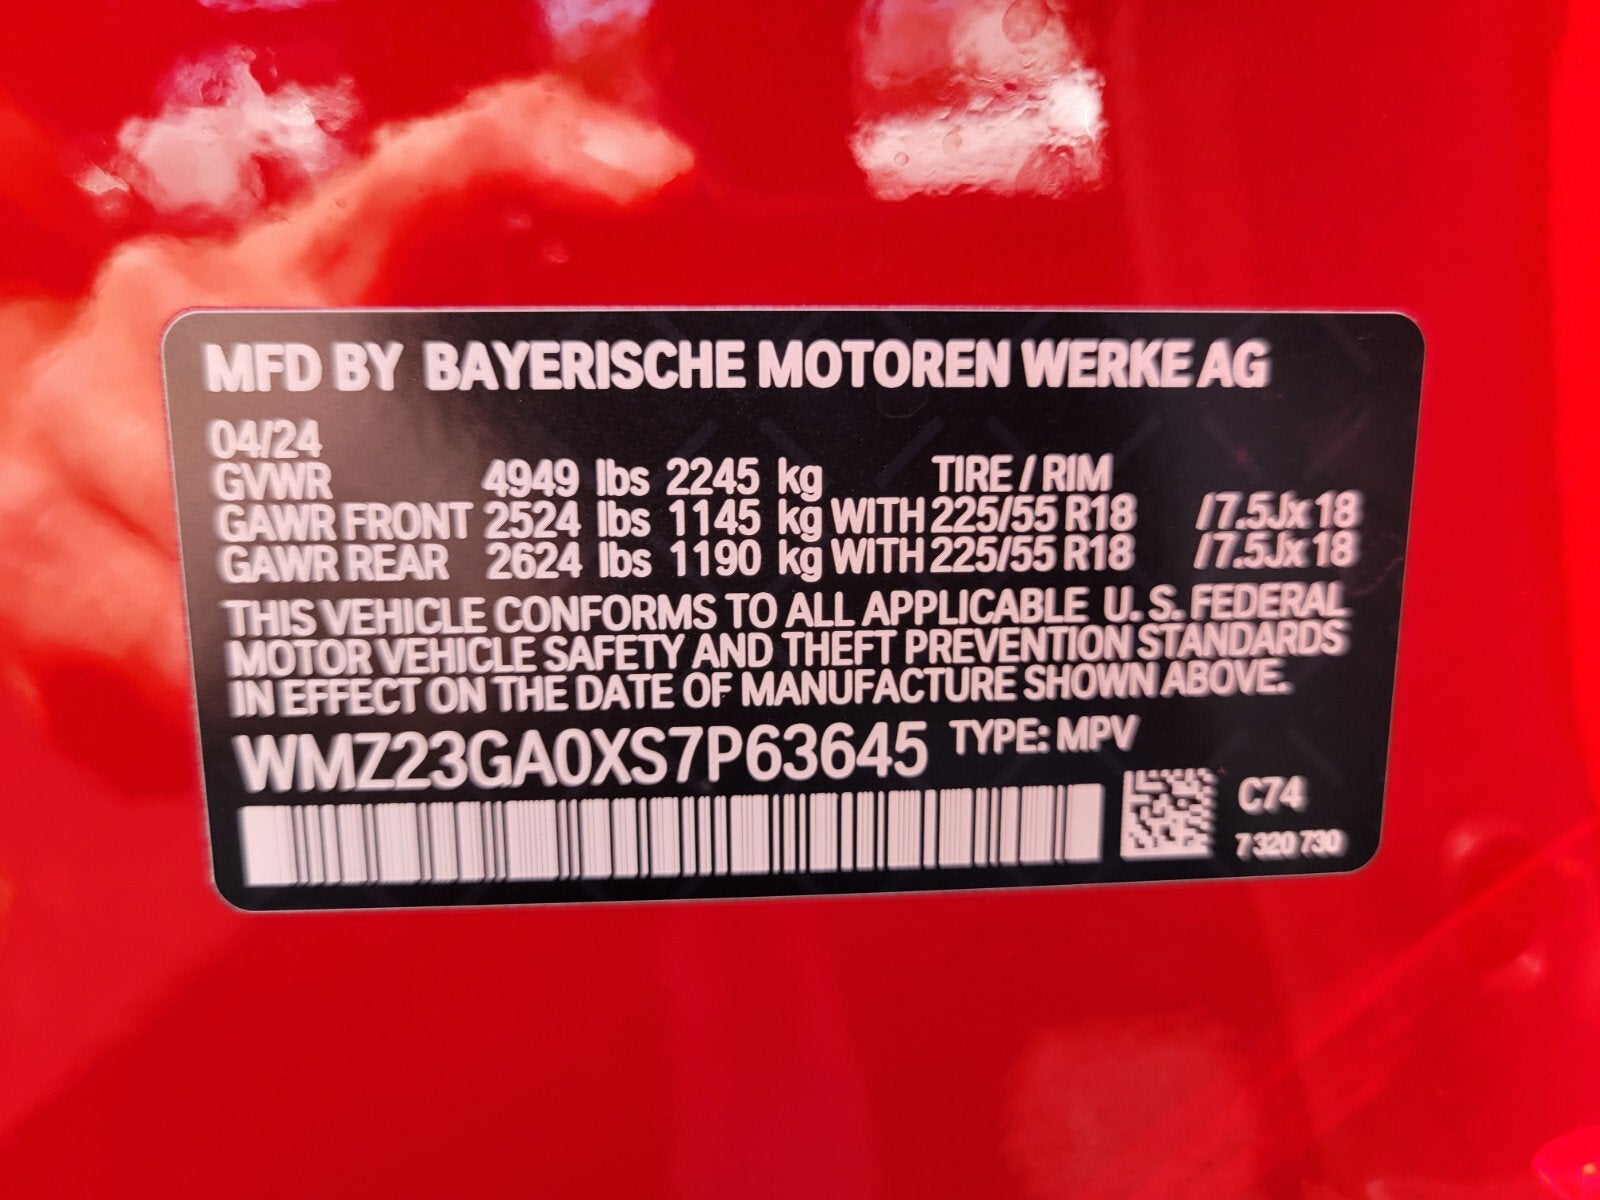 MFD BY BAYERISCHE MOTOREN WERKE AG
04/24
GVWR 4949 lbs 2245 kg TIRE / RIM
GAWR FRONT 2524 lbs 1145 kg WITH 225/55 R18 / 7.5Jx 18
GAWR REAR 2624 lbs 1190 kg WITH 225/55 R18 / 7.5Jx 18
THIS VEHICLE CONFORMS TO ALL APPLICABLE U. S. FEDERAL
MOTOR VEHICLE SAFETY AND THEFT PREVENTION STANDARDS
IN EFFECT ON THE DATE OF MANUFACTURE SHOWN ABOVE.
WMZ23GA0XS7P63645 TYPE: MPV
C74
7 320 730